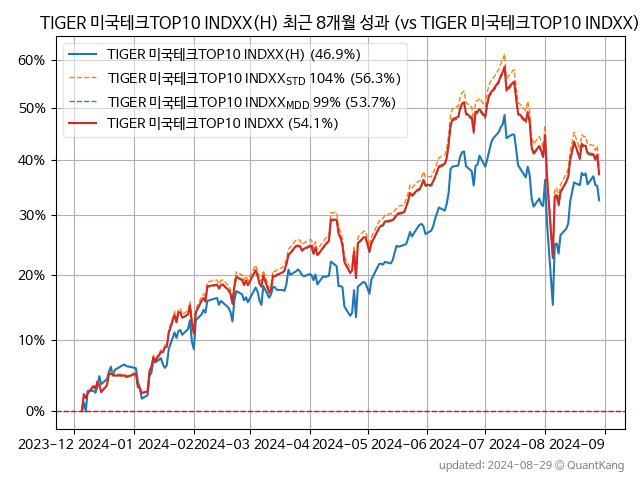 TIGER 미국테크TOP10 INDXX(H) 최근 8개월 성과 (vs TIGER 미국테크TOP10 INDXX)
TIGER 미국테크TOP10 INDXX(H) (46.9%)
TIGER 미국테크TOP10 INDXX STD 104% (56.3%)
TIGER 미국테크TOP10 INDXX MDD 99% (53.7%)
TIGER 미국테크TOP10 INDXX (54.1%)
60%
50%
40%
30%
20%
10%
0%
2023-12 2024-01 2024-02 2024-03 2024-04 2024-05 2024-06 2024-07 2024-08 2024-09
updated: 2024-08-29 © QuantKang